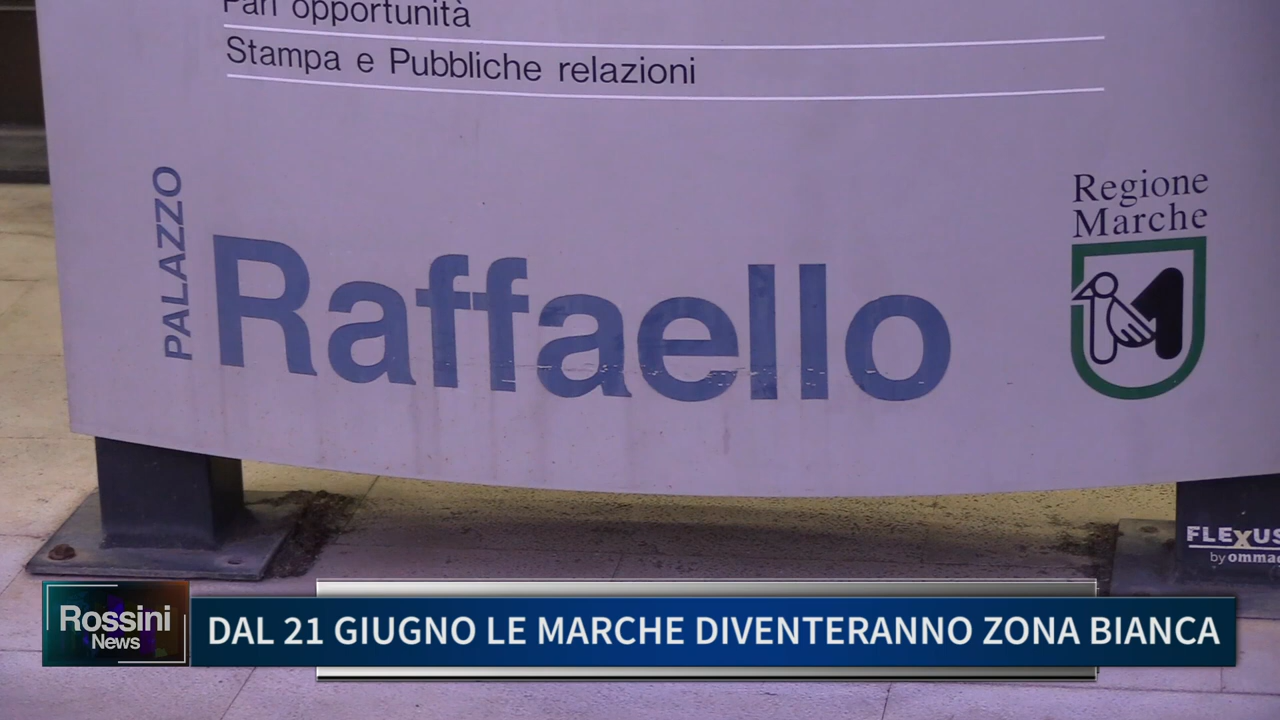 Pari opportunità
Stampa e Pubbliche relazioni
PALAZZO
Raffaello
Regione
Marche
FLEXUS
by
Rossini
News
DAL 21 GIUGNO LE MARCHE DIVENTERANNO ZONA BIANCA